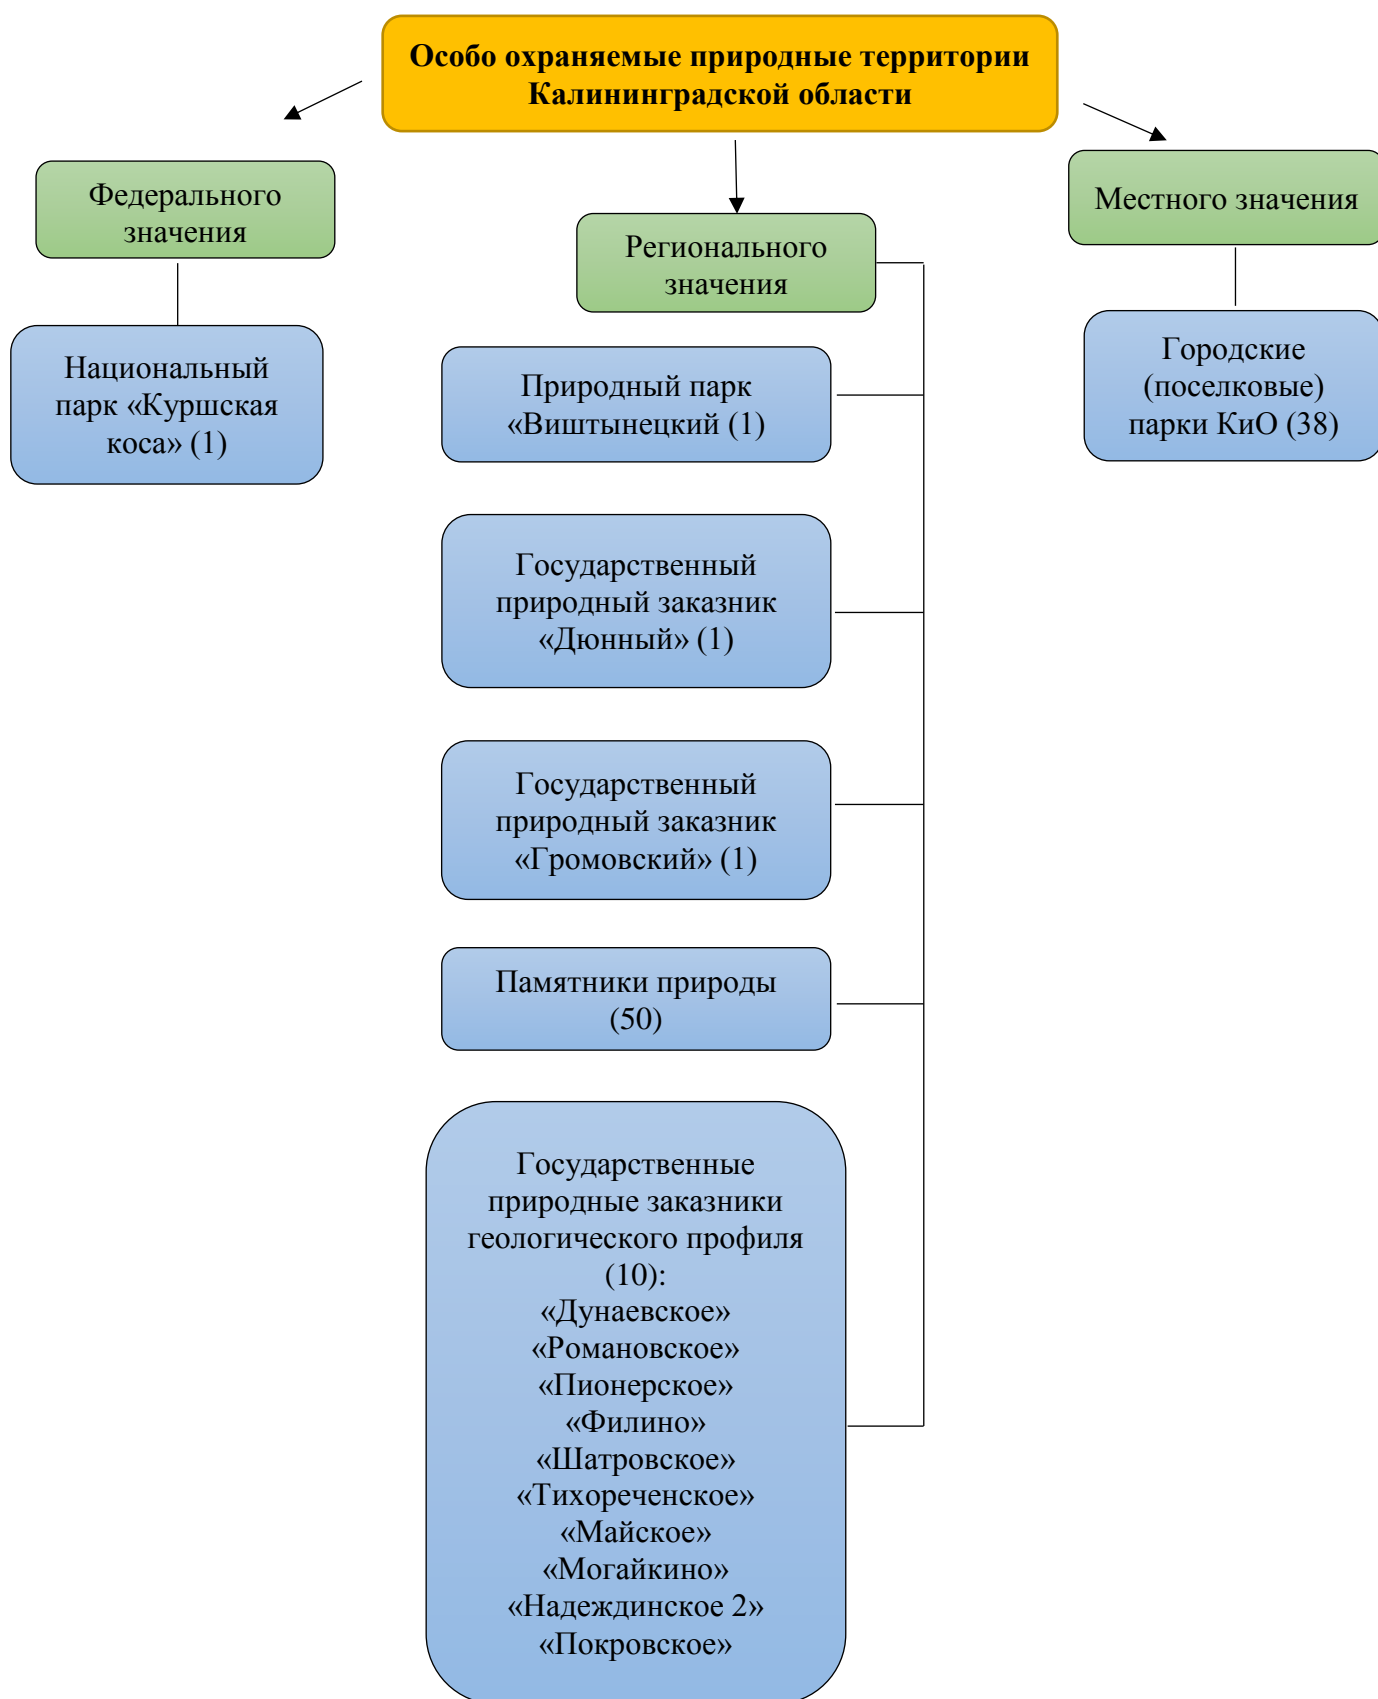 Особо охраняемые природные территории
Калининградской области
Федерального
значения
Национальный
парк «Куршская
коса» (1)
Регионального
значения
Природный парк
«Виштынецкий (1)
Государственный
природный заказник
«Дюнный» (1)
Государственный
природный заказник
«Громовский» (1)
Памятники природы
(50)
Государственные
природные заказники
геологического профиля
(10):
«Дунаевское»
«Романовское»
«Пионерское»
«Филино»
«Шатровское»
«Тихореченское»
«Майское»
«Могайкино»
«Надеждинское 2»
«Покровское»
Местного значения
Городские
(поселковые)
парки КиО (38)